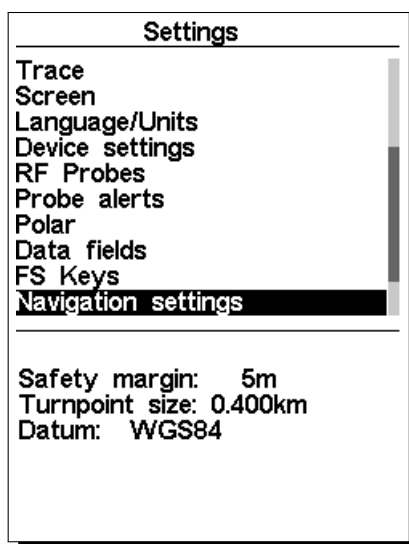 Settings
Trace
Screen
Language/Units
Device settings
RF Probes
Probe alerts
Polar
Data fields
FS Keys
Navigation settings
Safety margin: 5m
Turnpoint size: 0.400km
Datum: WGS84